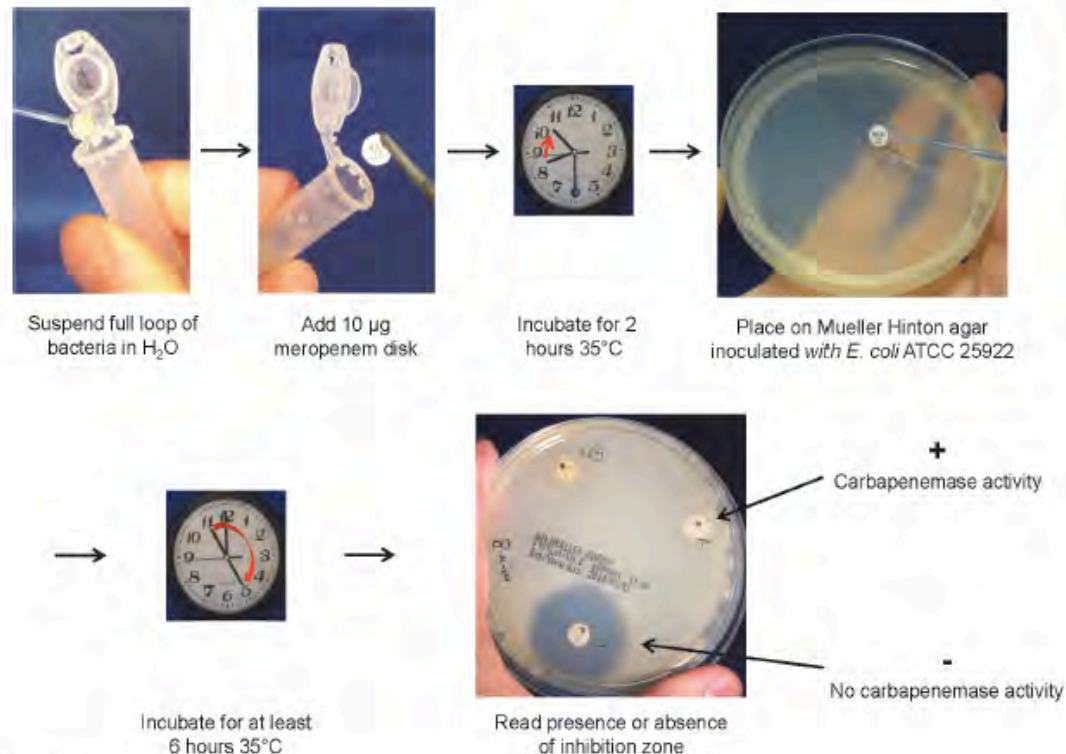 Suspend full loop of
bacteria in H₂O
Add 10 µg
meropenem disk
Incubate for 2
hours 35°C
Place on Mueller Hinton agar
inoculated with E. coli ATCC 25922
+
Carbapenemase activity
-
No carbapenemase activity
Incubate for at least
6 hours 35°C
Read presence or absence
of inhibition zone